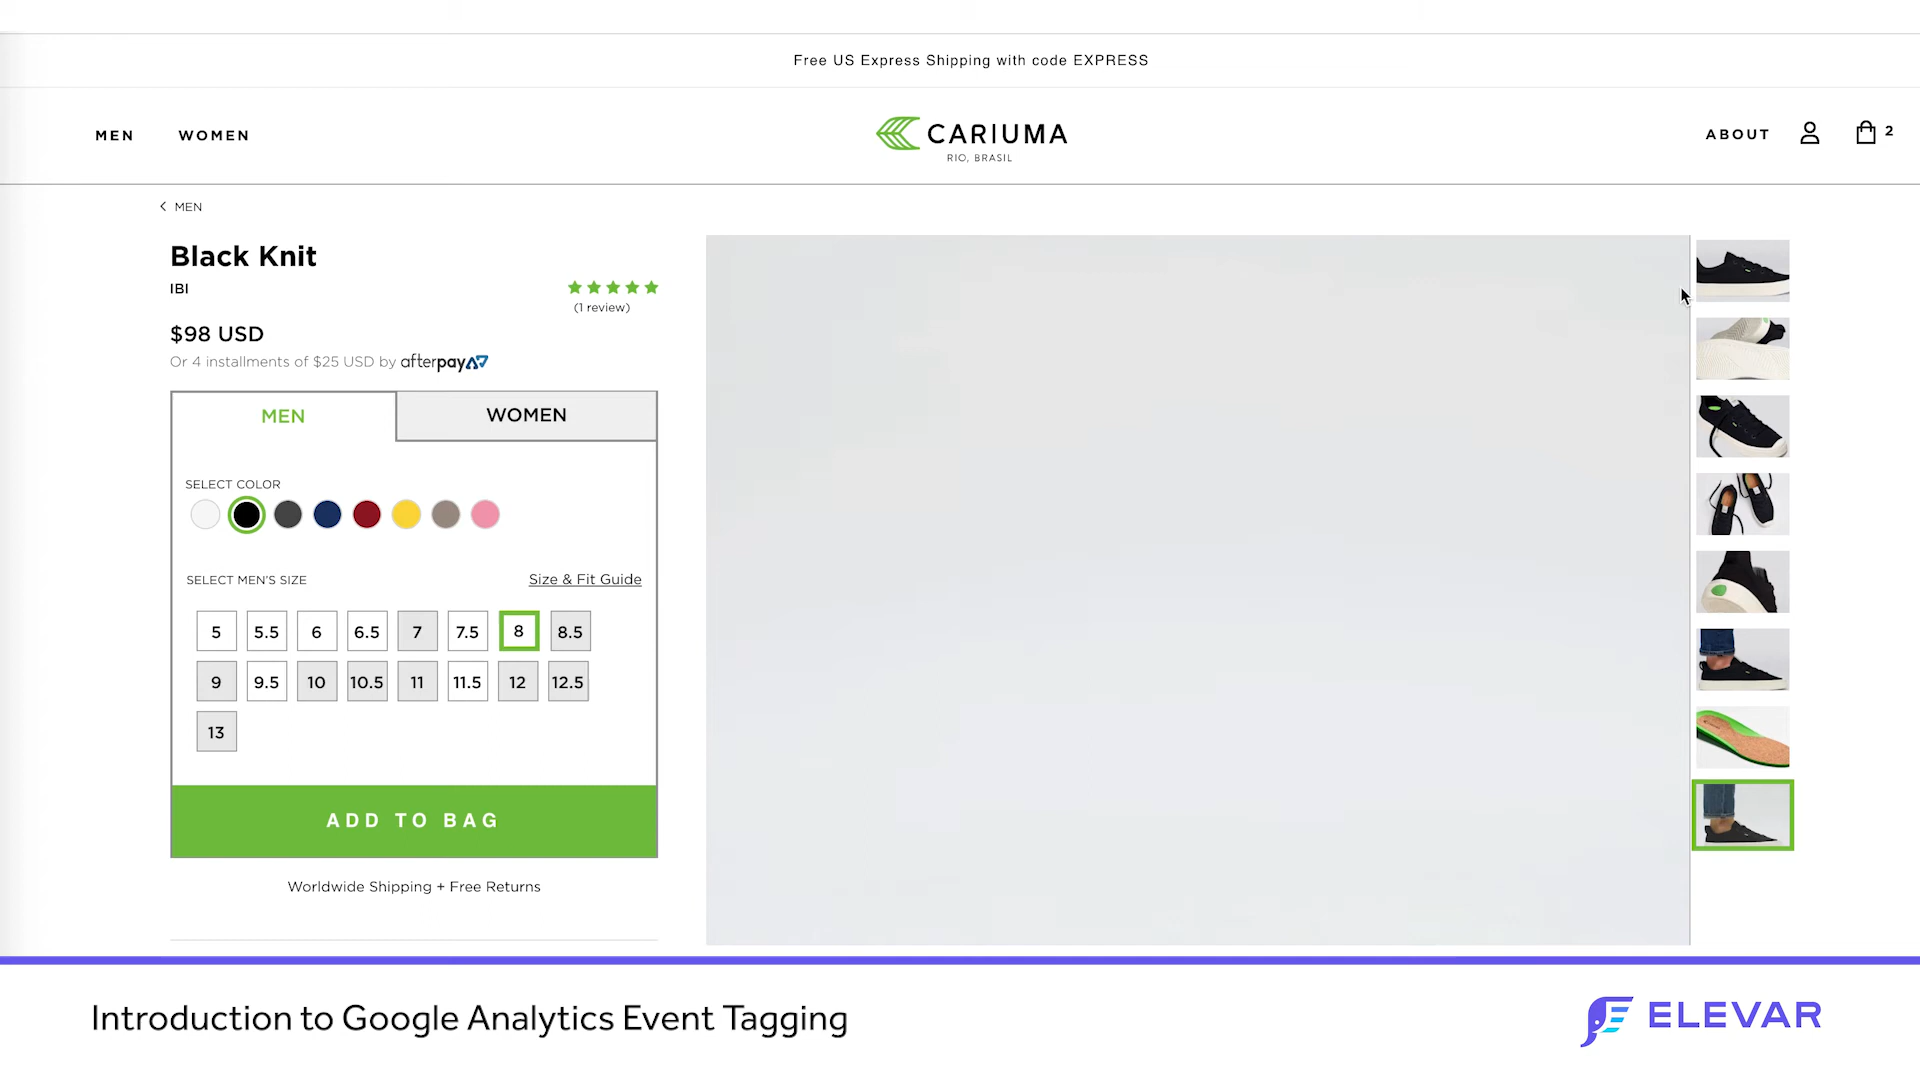 Free US Express Shipping with code EXPRESS
MEN WOMEN
CARIUMA
RIO, BRASIL
ABOUT 2
MEN
Black Knit
IBI
(1 review)
$98 USD
Or 4 installments of $25 USD by afterpay
MEN WOMEN
SELECT COLOR
SELECT MEN'S SIZE Size & Fit Guide
5 5.5 6 6.5 7 7.5 8 8.5
9 9.5 10 10.5 11 11.5 12 12.5
13
ADD TO BAG
Worldwide Shipping + Free Returns
Introduction to Google Analytics Event Tagging
ELEVAR